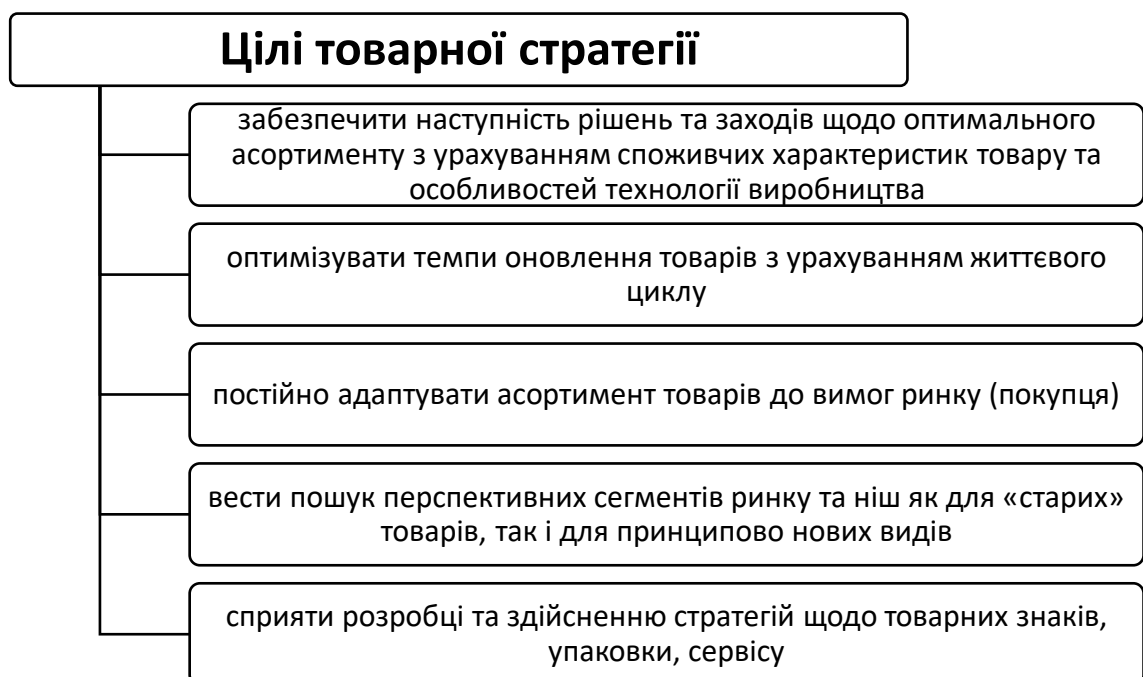 Цілі товарної стратегії
забезпечити наступність рішень та заходів щодо оптимального
асортименту з урахуванням споживчих характеристик товару та
особливостей технології виробництва
оптимізувати темпи оновлення товарів з урахуванням життєвого
циклу
постійно адаптувати асортимент товарів до вимог ринку (покупця)
вести пошук перспективних сегментів ринку та ніш як для «старих»
товарів, так і для принципово нових видів
сприяти розробці та здійсненню стратегій щодо товарних знаків,
упаковки, сервісу